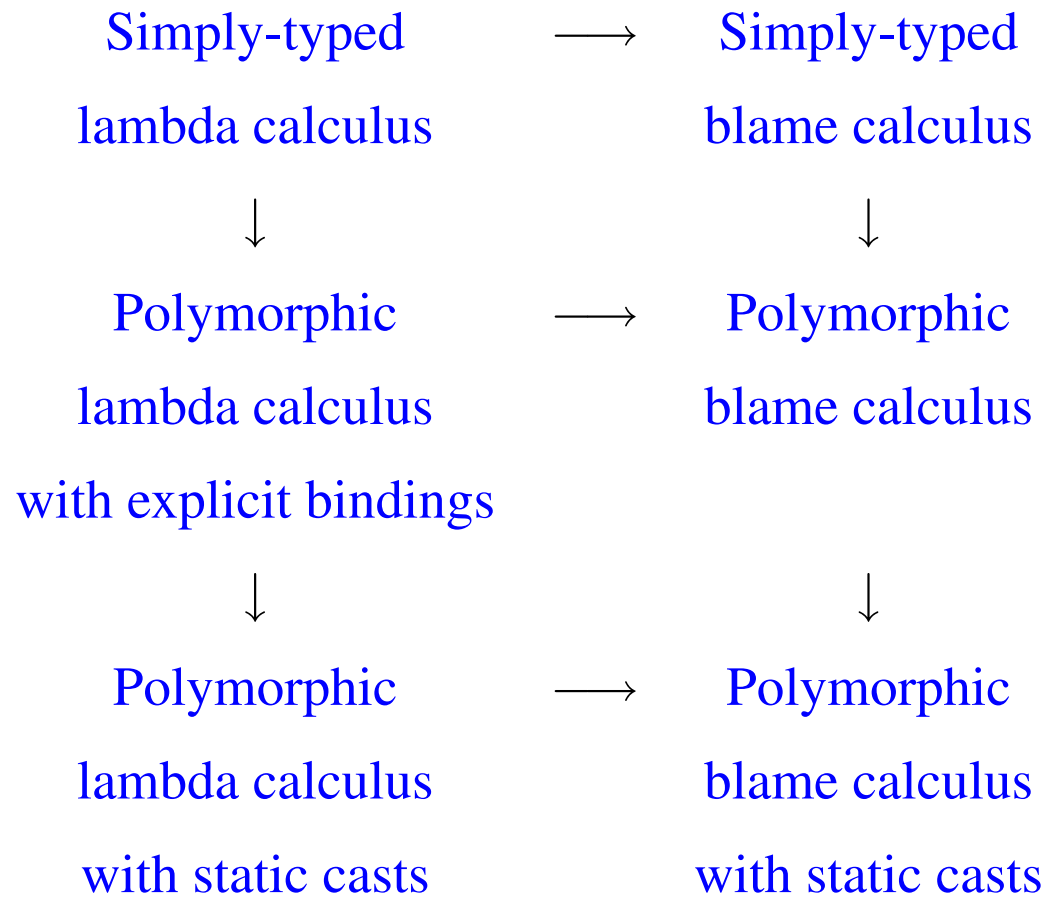 Simply-typed ⟶ Simply-typed
lambda calculus blame calculus
↓ ↓
Polymorphic ⟶ Polymorphic
lambda calculus blame calculus
with explicit bindings
↓ ↓
Polymorphic ⟶ Polymorphic
lambda calculus blame calculus
with static casts with static casts